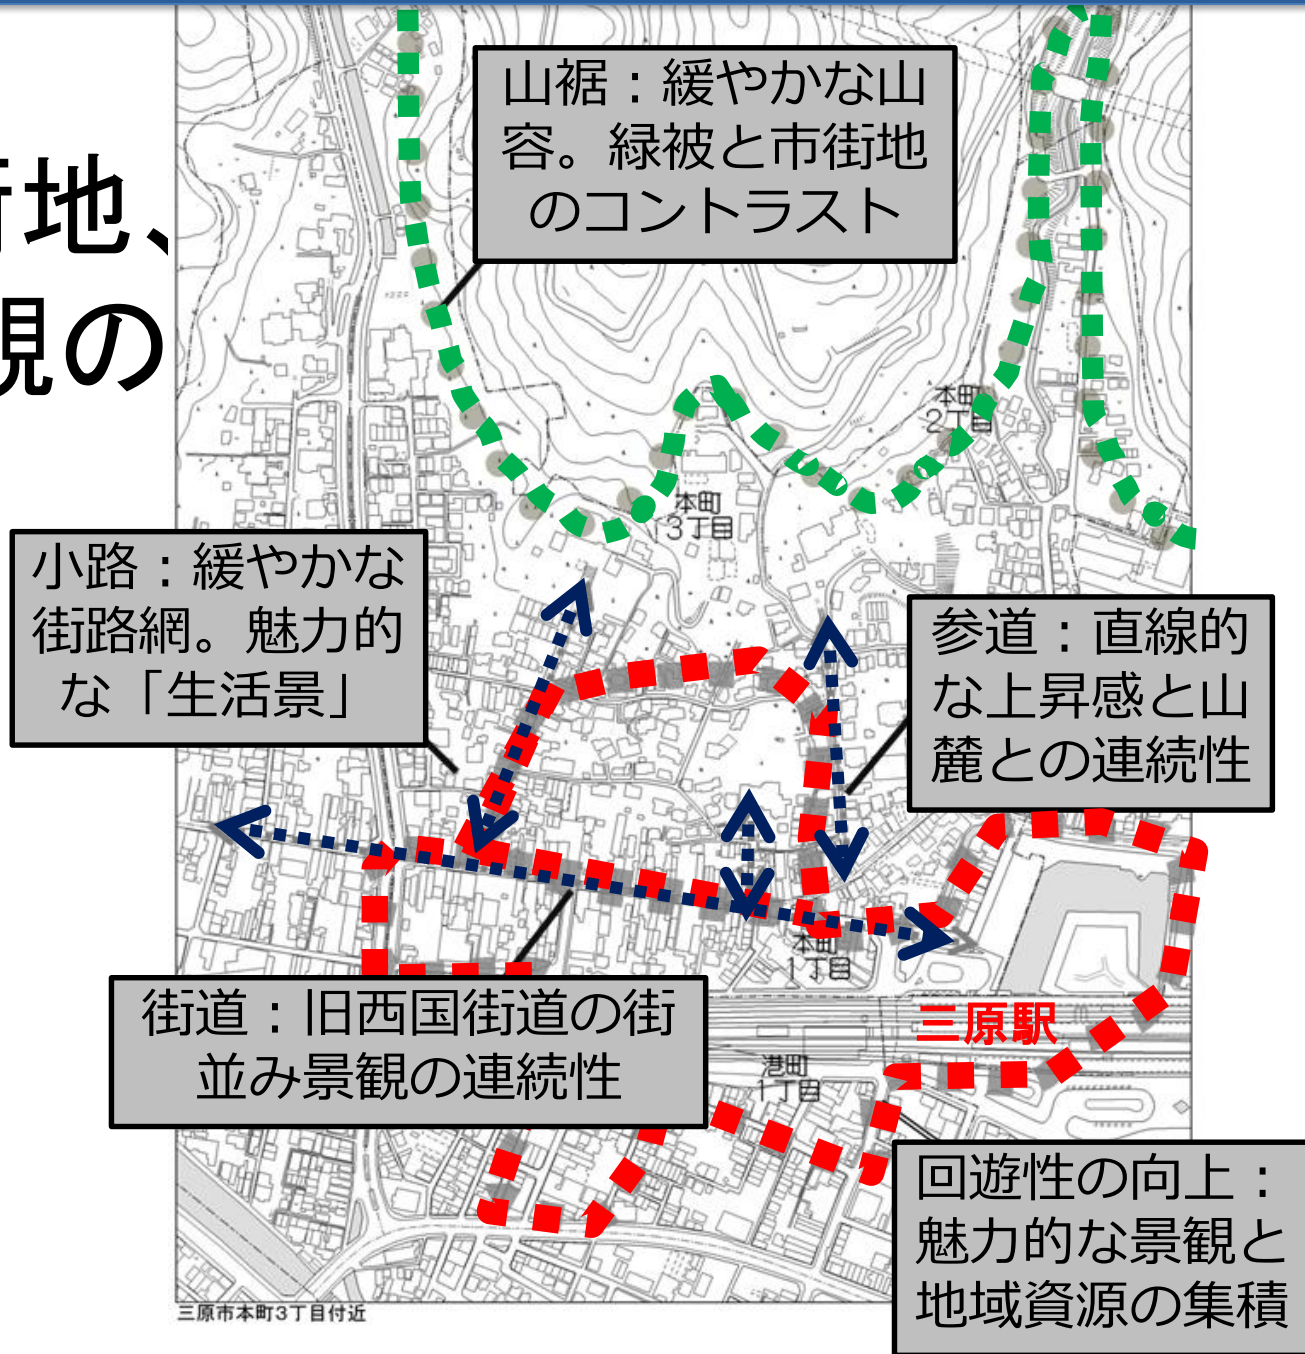 街地、
観の
山裾：緩やかな山
容。緑被と市街地
のコントラスト
本町
2丁目
本町
3丁目
小路：緩やかな
街路網。魅力的
な「生活景」
参道：直線的
な上昇感と山
麓との連続性
本町
1丁目
街道：旧西国街道の街
並み景観の連続性
三原駅
港町
1丁目
回遊性の向上：
魅力的な景観と
地域資源の集積
三原市本町3丁目付近